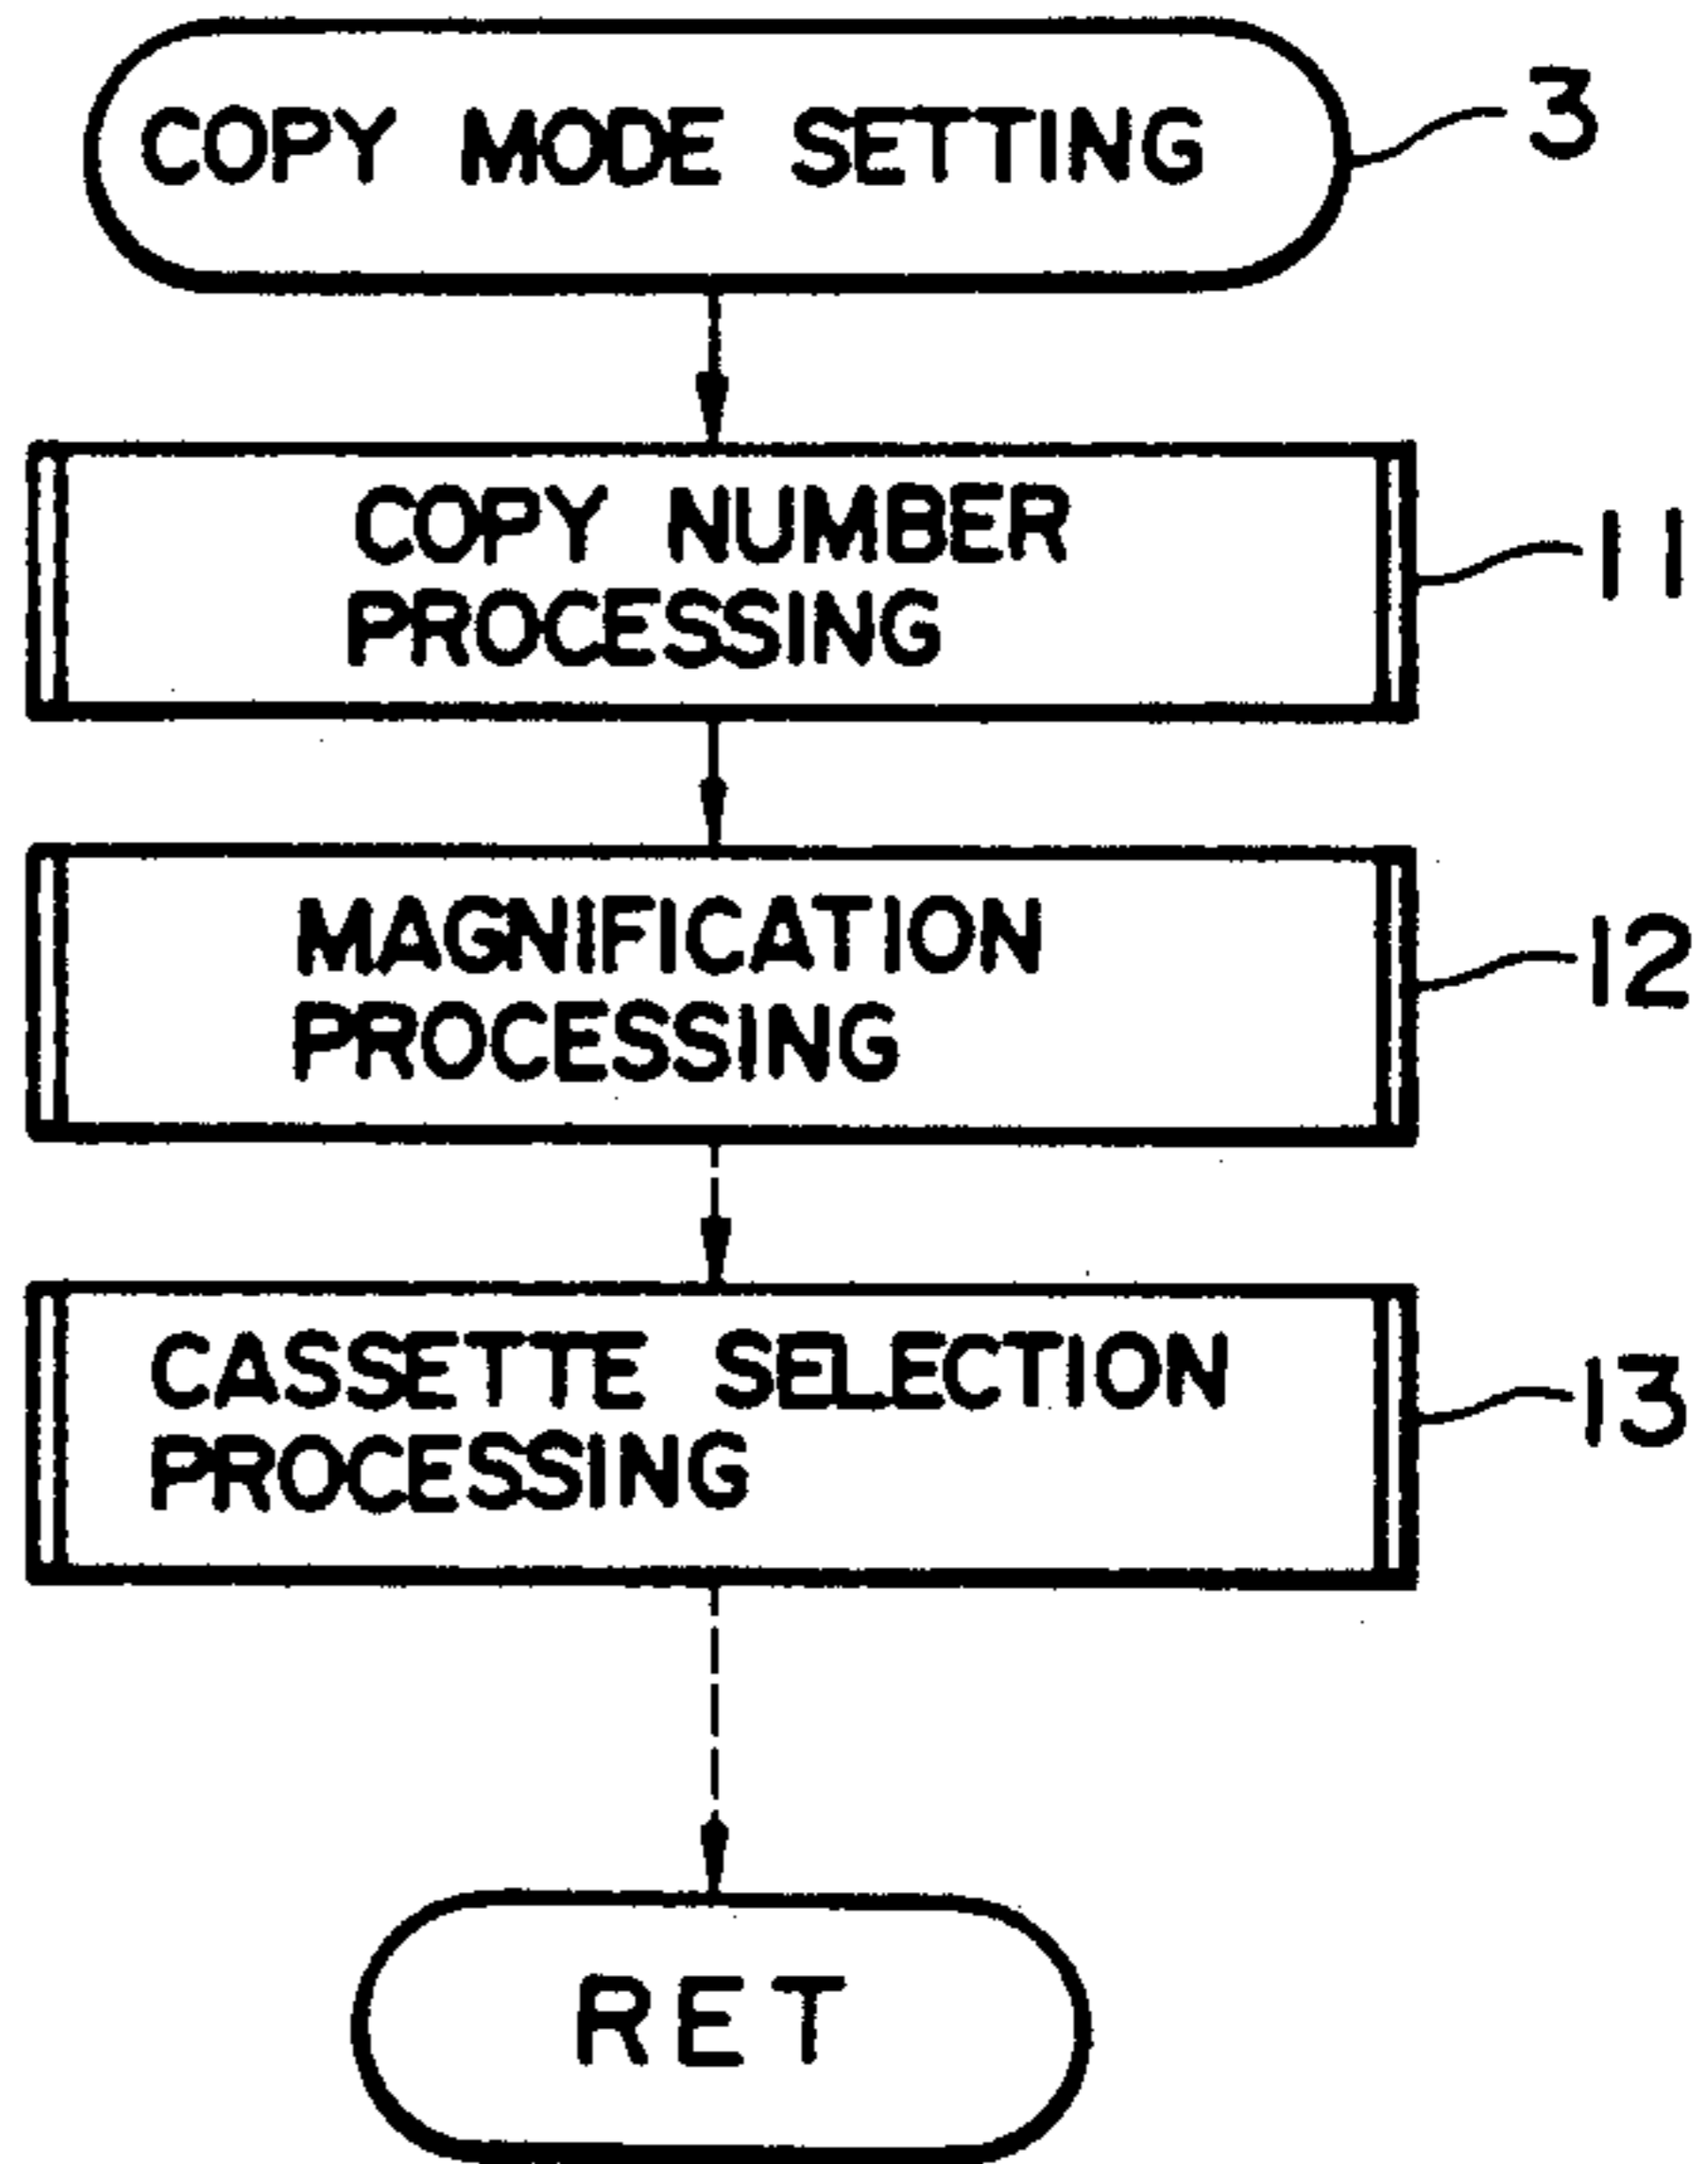 COPY MODE SETTING
3
COPY NUMBER
PROCESSING
11
MAGNIFICATION
PROCESSING
12
CASSETTE SELECTION
PROCESSING
13
RET